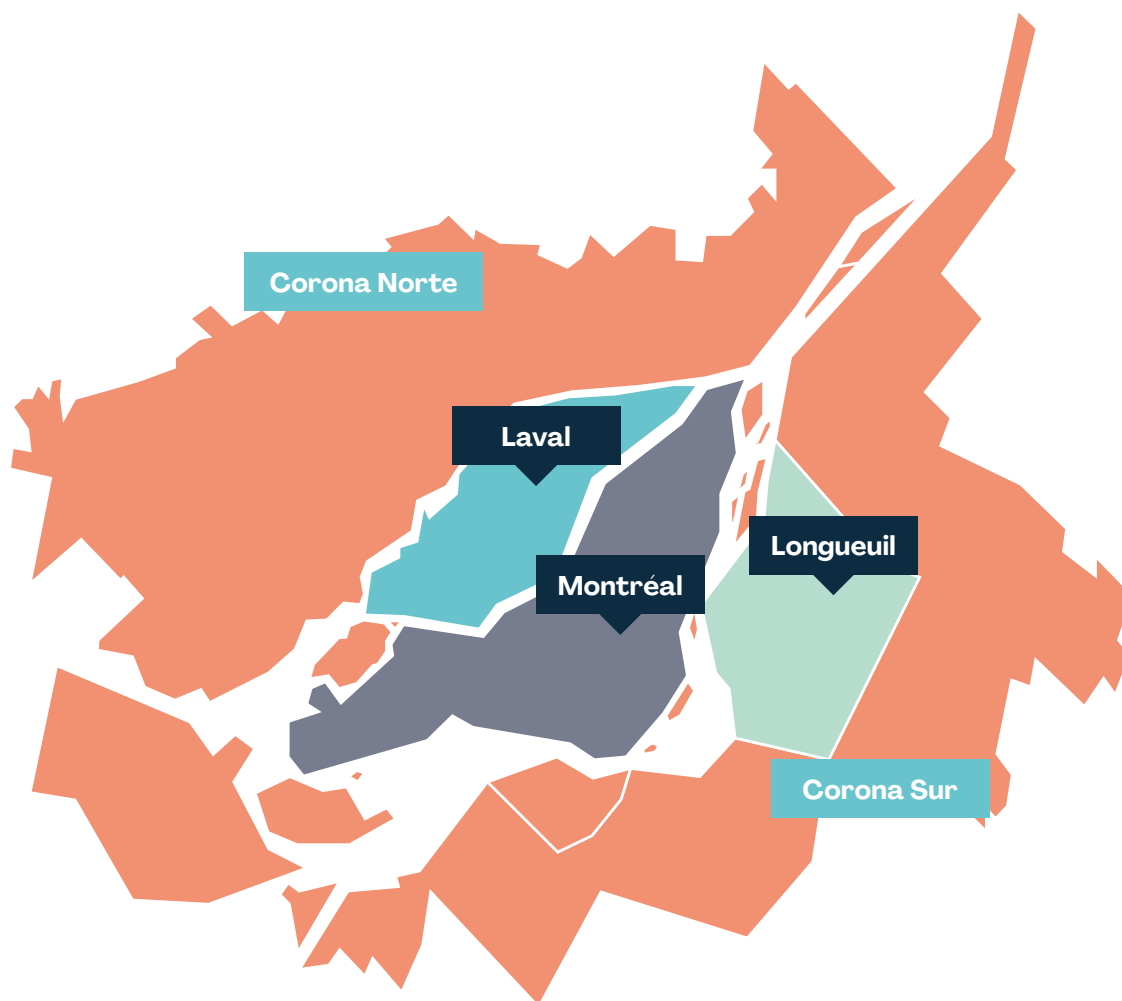 Corona Norte
Laval
Longueuil
Montréal
Corona Sur